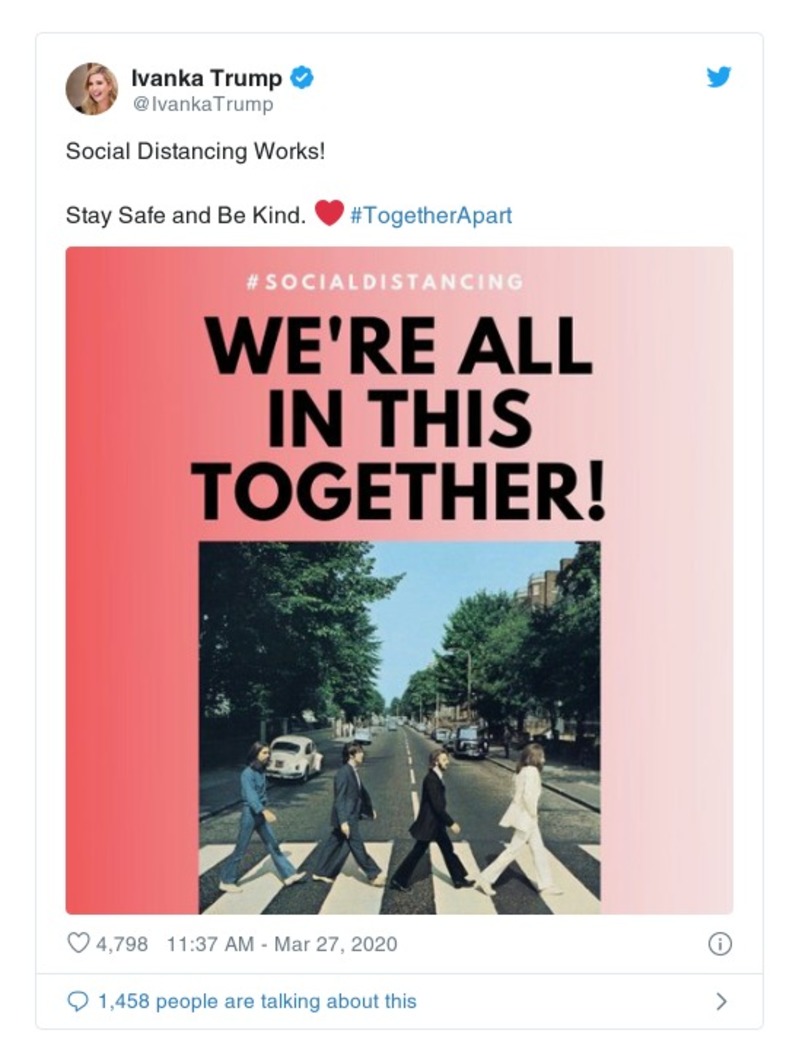 Ivanka Trump
@IvankaTrump
Social Distancing Works!
Stay Safe and Be Kind. ❤️ #TogetherApart
#SOCIALDISTANCING
WE'RE ALL
IN THIS
TOGETHER!
4,798 11:37 AM - Mar 27, 2020
1,458 people are talking about this